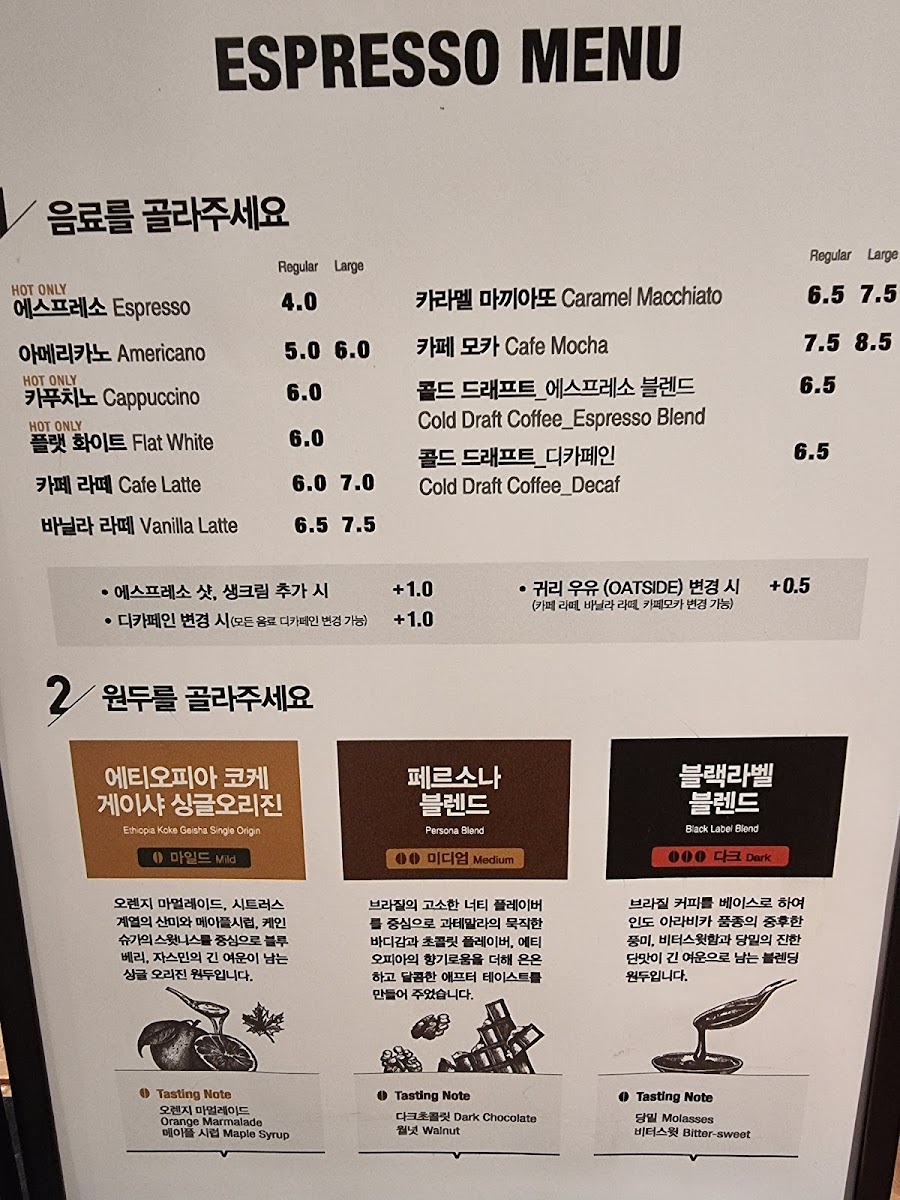 ESPRESSO MENU
음료를 골라주세요
Regular Large
HOT ONLY
에스프레소 Espresso 4.0
아메리카노 Americano 5.0 6.0
HOT ONLY
카푸치노 Cappuccino 6.0
HOT ONLY
플랫 화이트 Flat White 6.0
카페 라떼 Cafe Latte 6.0 7.0
바닐라 라떼 Vanilla Latte 6.5 7.5
Regular Large
카라멜 마끼아또 Caramel Macchiato 6.5 7.5
카페 모카 Cafe Mocha 7.5 8.5
콜드 드래프트_에스프레소 블렌드 6.5
Cold Draft Coffee_Espresso Blend
콜드 드래프트_디카페인 6.5
Cold Draft Coffee_Decaf
• 에스프레소 샷, 생크림 추가 시 +1.0
• 디카페인 변경 시(모든 음료 디카페인 변경 가능) +1.0
• 귀리 우유 (OATSIDE) 변경 시 +0.5
(카페 라떼, 바닐라 라떼, 카페모카 변경 가능)
2 원두를 골라주세요
에티오피아 코케
게이샤 싱글오리진
Ethiopia Koke Geisha Single Origin
마일드 Mild
오렌지 마멀레이드, 시트러스
계열의 산미와 메이플시럽, 케인
슈가의 스윗니스를 중심으로 블루
베리, 자스민의 긴 여운이 남는
싱글 오리진 원두입니다.
Tasting Note
오렌지 마멀레이드
Orange Marmalade
메이플 시럽 Maple Syrup
페르소나
블렌드
Persona Blend
미디엄 Medium
브라질의 고소한 너티 플레이버
를 중심으로 과테말라의 묵직한
바디감과 초콜릿 플레이버, 에티
오피아의 향기로움을 더해 은은
하고 달콤한 애프터 테이스트를
만들어 주었습니다.
Tasting Note
다크초콜릿 Dark Chocolate
월넛 Walnut
블랙라벨
블렌드
Black Label Blend
다크 Dark
브라질 커피를 베이스로 하여
인도 아라비카 품종의 중후한
풍미, 비터스윗함과 당밀의 진한
단맛이 긴 여운으로 남는 블렌딩
원두입니다.
Tasting Note
당밀 Molasses
비터스윗 Bitter-sweet